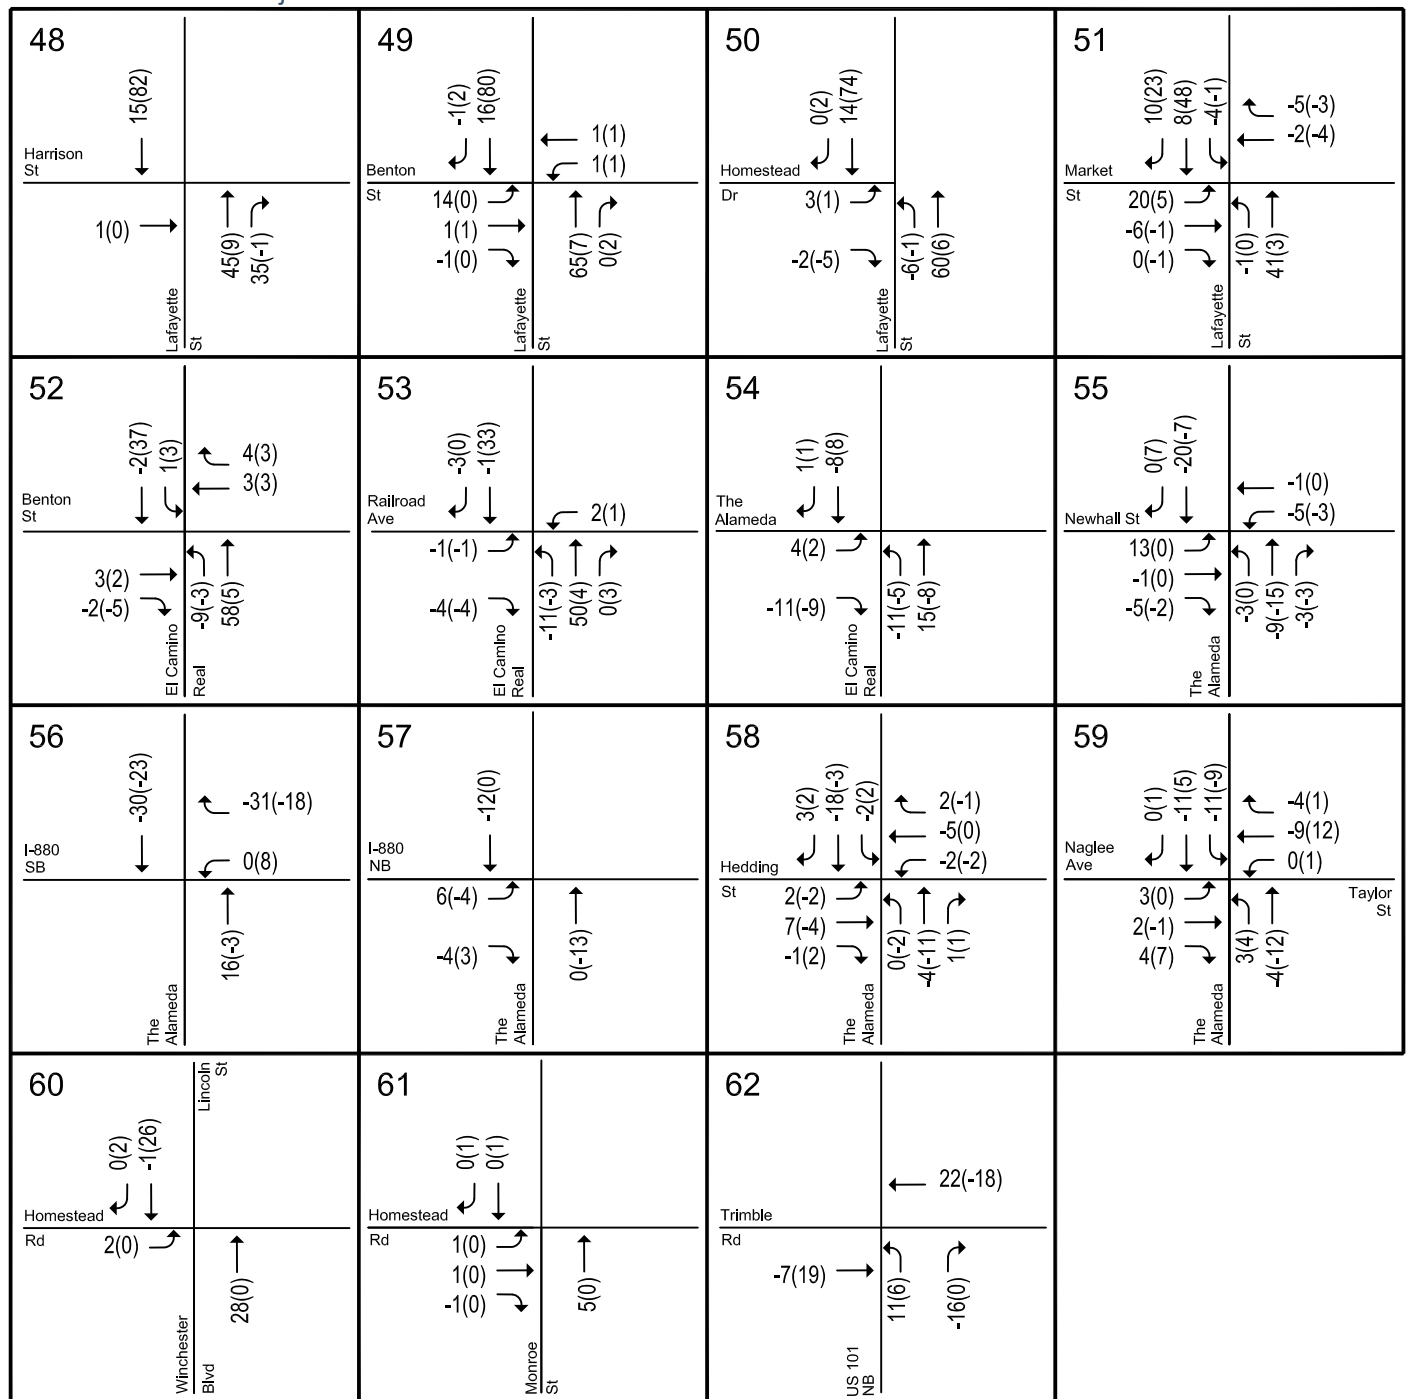 48
15(82)
Harrison
St
1(0)
45(9)
35(-1)
Lafayette
St
49
-1(2)
16(80)
1(1)
1(1)
Benton
St
14(0)
1(1)
-1(0)
65(7)
0(2)
Lafayette
St
50
0(2)
14(74)
Homestead
Dr
3(1)
-2(-5)
-6(-1)
60(6)
Lafayette
St
51
10(23)
8(48)
-4(-1)
-5(-3)
-2(-4)
Market
St
20(5)
-6(-1)
0(-1)
-1(0)
41(3)
Lafayette
St
52
-2(37)
1(3)
4(3)
3(3)
Benton
St
3(2)
-2(-5)
-9(-3)
58(5)
El Camino
Real
53
-3(0)
-1(33)
2(1)
Railroad
Ave
-1(-1)
-4(-4)
-11(-3)
50(4)
0(3)
El Camino
Real
54
1(1)
-8(8)
The
Alameda
4(2)
-11(-9)
-11(-5)
15(-8)
El Camino
Real
55
0(7)
-20(-7)
-1(0)
-5(-3)
Newhall St
13(0)
-1(0)
-5(-2)
-3(0)
-9(-15)
-3(-3)
The
Alameda
56
-30(-23)
-31(-18)
0(8)
I-880
SB
16(-3)
The
Alameda
57
-12(0)
I-880
NB
6(-4)
-4(3)
0(-13)
The
Alameda
58
3(2)
-18(-3)
-2(2)
2(-1)
-5(0)
-2(-2)
Hedding
St
2(-2)
7(-4)
-1(2)
0(-2)
-4(-11)
1(1)
The
Alameda
59
0(1)
-11(5)
-11(-9)
-4(1)
-9(12)
0(1)
Naglee
Ave
Taylor
St
3(0)
2(-1)
4(7)
3(4)
-4(-12)
The
Alameda
60
Lincoln
St
0(2)
-1(26)
Homestead
Rd
2(0)
28(0)
Winchester
Blvd
61
0(1)
0(1)
Homestead
Rd
1(0)
1(0)
-1(0)
5(0)
Monroe
St
62
22(-18)
Trimble
Rd
-7(19)
11(6)
-16(0)
US 101
NB